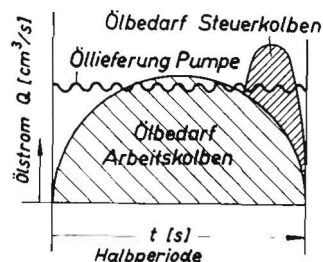 Ölbedarf Steuerkolben
Öllieferung Pumpe
Ölstrom Q [cm³/s]
Ölbedarf
Arbeitskolben
t [s]
Halbperiode